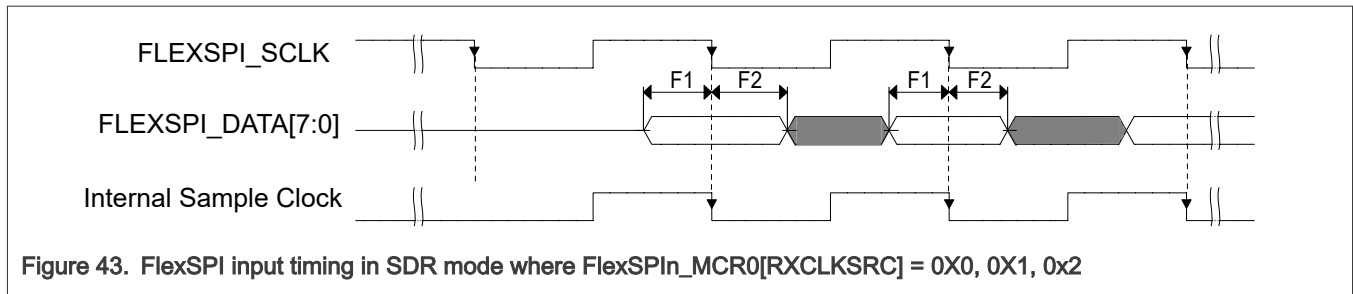 FLEXSPI_SCLK
F1 F2 F1 F2
FLEXSPI_DATA[7:0]
Internal Sample Clock
Figure 43. FlexSPI input timing in SDR mode where FlexSPIn_MCR0[RXCLKSRC] = 0X0, 0X1, 0x2